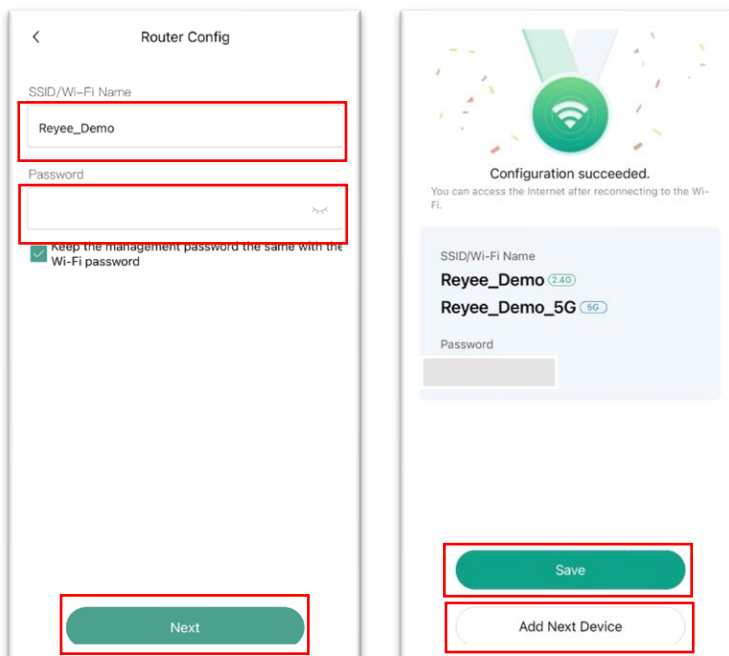 Router Config
SSID/Wi-Fi Name
Reyee_Demo
Password
Keep the management password the same with the
Wi-Fi password
Next
Configuration succeeded.
You can access the Internet after reconnecting to the Wi-
Fi.
SSID/Wi-Fi Name
Reyee_Demo 2.4G
Reyee_Demo_5G 5G
Password
Save
Add Next Device